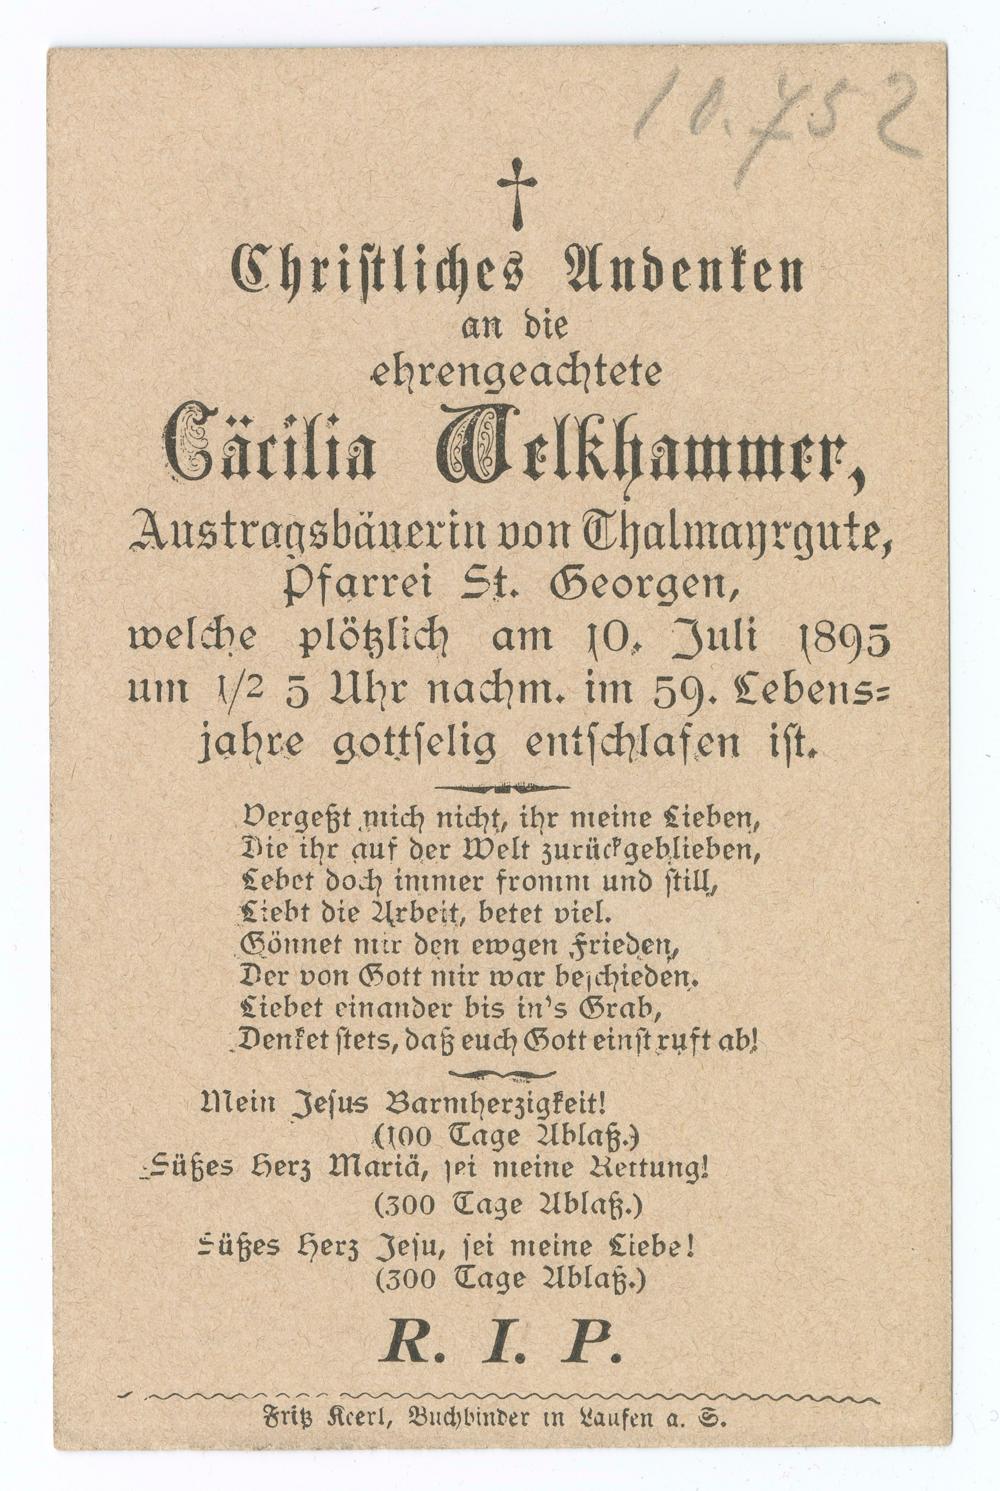 10.752
Christliches Andenken
an die
ehrengeachtete
Cäcilia Welkhammer,
Austragsbäuerin von Thalmayrgute,
Pfarrei St. Georgen,
welche plötzlich am 10. Juli 1895
um 1/2 5 Uhr nachm. im 59. Lebens=
jahre gottselig entschlafen ist.
Vergeßt mich nicht, ihr meine Lieben,
Die ihr auf der Welt zurückgeblieben,
Lebet doch immer fromm und still,
Liebt die Arbeit, betet viel.
Gönnet mir den ewgen Frieden,
Der von Gott mir war beschieden.
Liebet einander bis in's Grab,
Denket stets, daß euch Gott einst ruft ab!
Mein Jesus Barmherzigkeit!
(100 Tage Ablaß.)
Süßes Herz Mariä, sei meine Rettung!
(300 Tage Ablaß.)
Süßes Herz Jesu, sei meine Liebe!
(300 Tage Ablaß.)
R. I. P.
Fritz Keerl, Buchbinder in Laufen a. S.